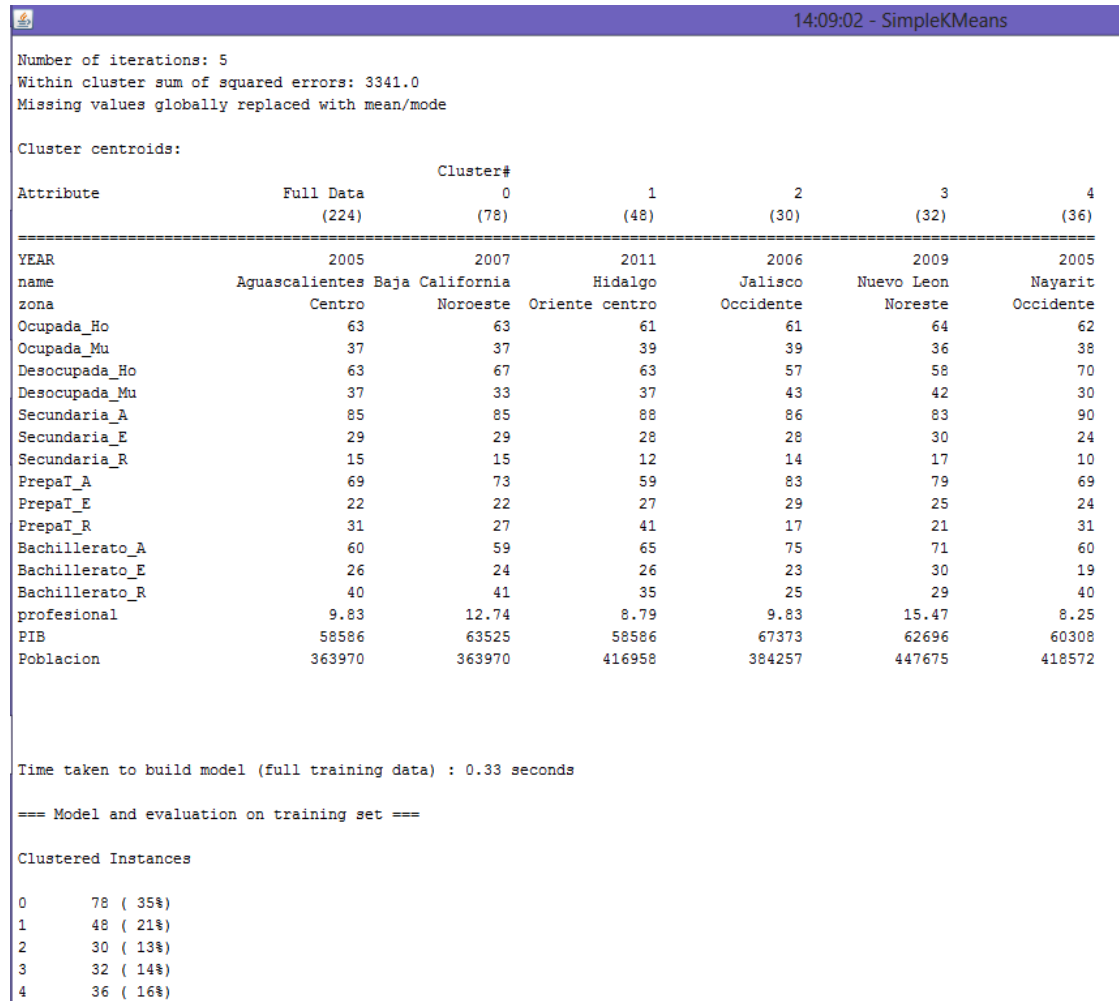 14:09:02 - SimpleKMeans
Number of iterations: 5
Within cluster sum of squared errors: 3341.0
Missing values globally replaced with mean/mode
Cluster centroids:
Cluster#
Attribute Full Data 0 1 2 3 4
(224) (78) (48) (30) (32) (36)
================================================================================================================
YEAR 2005 2007 2011 2006 2009 2005
name Aguascalientes Baja California Hidalgo Jalisco Nuevo Leon Nayarit
zona Centro Noroeste Oriente centro Occidente Noreste Occidente
Ocupada_Ho 63 63 61 61 64 62
Ocupada_Mu 37 37 39 39 36 38
Desocupada_Ho 63 67 63 57 58 70
Desocupada_Mu 37 33 37 43 42 30
Secundaria_A 85 85 88 86 83 90
Secundaria_E 29 29 28 28 30 24
Secundaria_R 15 15 12 14 17 10
PrepaT_A 69 73 59 83 79 69
PrepaT_E 22 22 27 29 25 24
PrepaT_R 31 27 41 17 21 31
Bachillerato_A 60 59 65 75 71 60
Bachillerato_E 26 24 26 23 30 19
Bachillerato_R 40 41 35 25 29 40
profesional 9.83 12.74 8.79 9.83 15.47 8.25
PIB 58586 63525 58586 67373 62696 60308
Poblacion 363970 363970 416958 384257 447675 418572
Time taken to build model (full training data) : 0.33 seconds
=== Model and evaluation on training set ===
Clustered Instances
0 78 ( 35%)
1 48 ( 21%)
2 30 ( 13%)
3 32 ( 14%)
4 36 ( 16%)